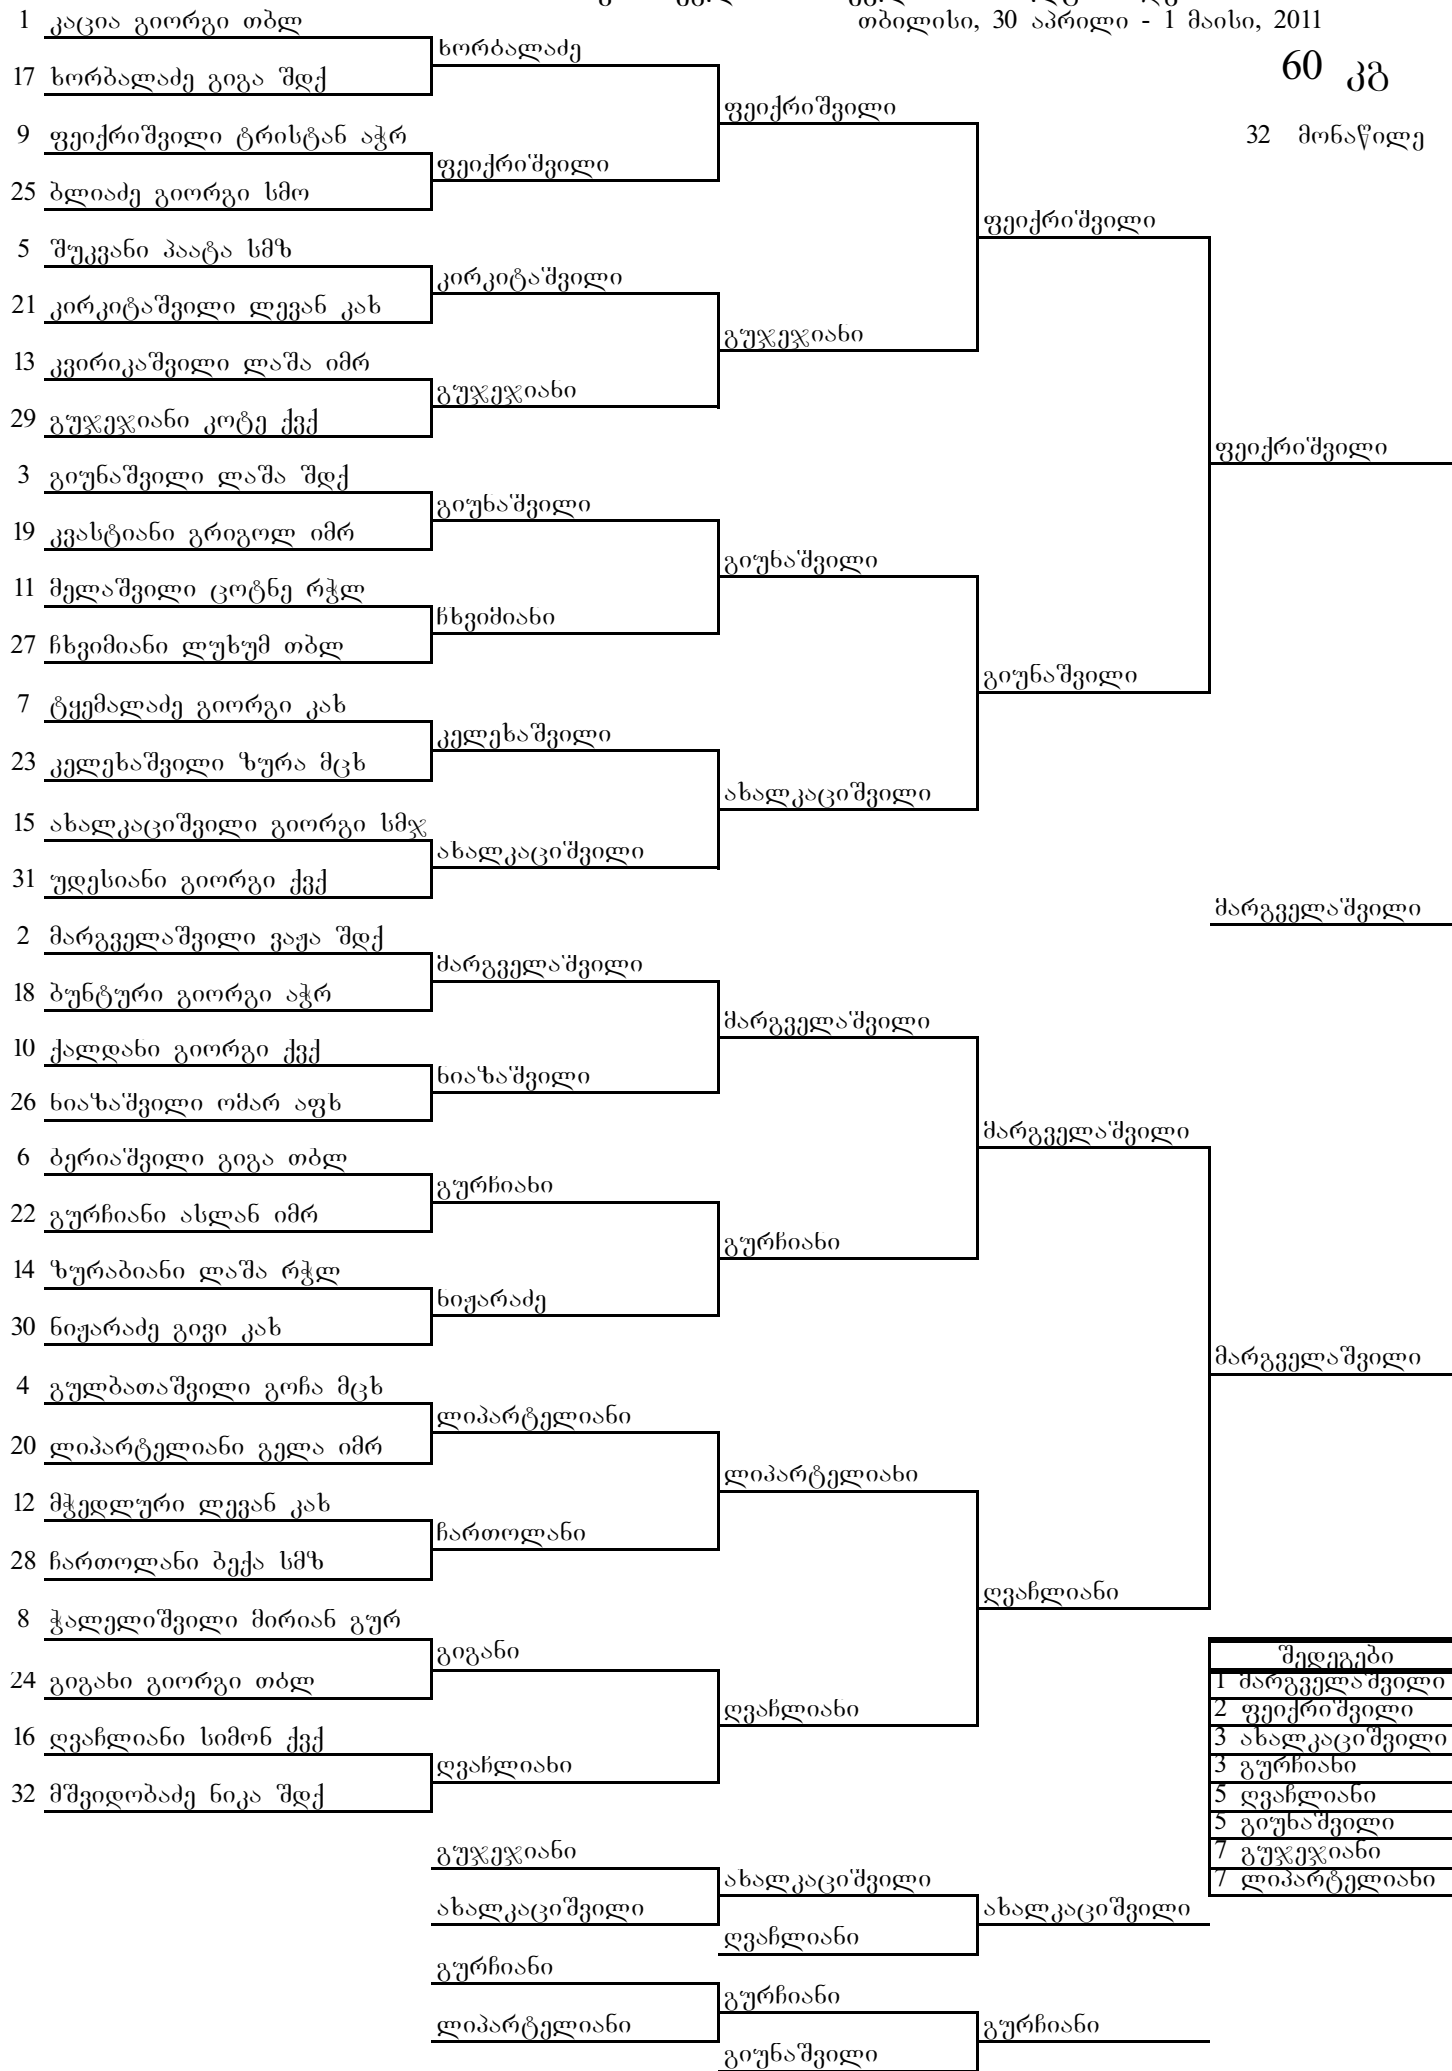 თბილისი, 30 აპრილი - 1 მაისი, 2011
60 კგ
32 მონაწილე
1 კაცია გიორგი თბლ
17 ხორბალაძე გიგა შდქ
9 ფეიქრიშვილი ტრისტან აჭრ
25 ბლიაძე გიორგი სმო
5 შუკვანი პაატა სმზ
21 კირკიტაშვილი ლევან კახ
13 კვირიკაშვილი ლაშა იმრ
29 გუჯეჯიანი კოტე ქვქ
3 გიუნაშვილი ლაშა შდქ
19 კვასტიანი გრიგოლ იმრ
11 მელაშვილი ცოტნე რჭლ
27 ჩხვიმიანი ლუხუმ თბლ
7 ტყემალაძე გიორგი კახ
23 კელეხაშვილი ზურა მცხ
15 ახალკაციშვილი გიორგი სმჯ
31 უდესიანი გიორგი ქვქ
2 მარგველაშვილი ვაჟა შდქ
18 ბუნტური გიორგი აჭრ
10 ქალდანი გიორგი ქვქ
26 ნიაზაშვილი ომარ აფხ
6 ბერიაშვილი გიგა თბლ
22 გურჩიანი ასლან იმრ
14 ზურაბიანი ლაშა რჭლ
30 ნიჟარაძე გივი კახ
4 გულბათაშვილი გოჩა მცხ
20 ლიპარტელიანი გელა იმრ
12 მჭედლური ლევან კახ
28 ჩართოლანი ბექა სმზ
8 ჭალელიშვილი მირიან გურ
24 გიგანი გიორგი თბლ
16 ღვაჩლიანი სიმონ ქვქ
32 მშვიდობაძე ნიკა შდქ
ხორბალაძე
ფეიქრიშვილი
კირკიტაშვილი
გუჯეჯიანი
გიუნაშვილი
ჩხვიმიანი
კელეხაშვილი
ახალკაციშვილი
მარგველაშვილი
ნიაზაშვილი
გურჩიანი
ნიჟარაძე
ლიპარტელიანი
ჩართოლანი
გიგანი
ღვაჩლიანი
ფეიქრიშვილი
გუჯეჯიანი
გიუნაშვილი
ახალკაციშვილი
მარგველაშვილი
გურჩიანი
ლიპარტელიანი
ღვაჩლიანი
ფეიქრიშვილი
გიუნაშვილი
მარგველაშვილი
ღვაჩლიანი
ფეიქრიშვილი
მარგველაშვილი
მარგველაშვილი
შედეგები
1 მარგველაშვილი
2 ფეიქრიშვილი
3 ახალკაციშვილი
3 გურჩიანი
5 ღვაჩლიანი
5 გიუნაშვილი
7 გუჯეჯიანი
7 ლიპარტელიანი
გუჯეჯიანი
ახალკაციშვილი
გურჩიანი
ლიპარტელიანი
ახალკაციშვილი
ღვაჩლიანი
გურჩიანი
გიუნაშვილი
ახალკაციშვილი
გურჩიანი